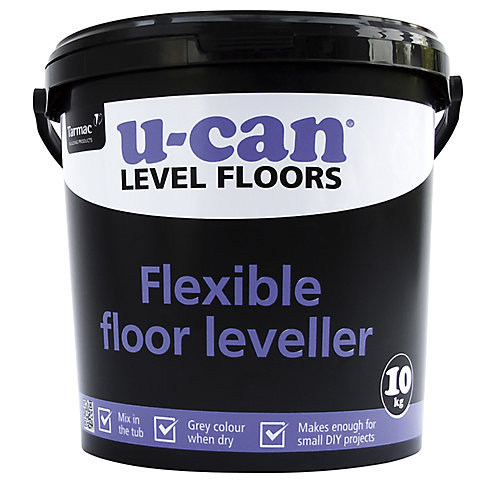 Tarmac
BUILDING PRODUCTS
u-can®
LEVEL FLOORS
Flexible
floor leveller
10
kg
Mix in
the tub
Grey colour
when dry
Makes enough for
small DIY projects